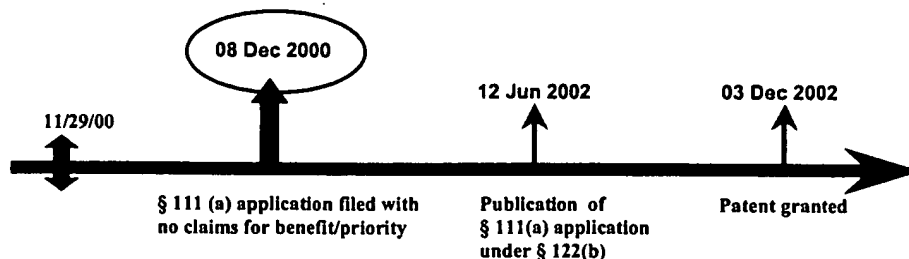 08 Dec 2000
12 Jun 2002
03 Dec 2002
11/29/00
§ 111 (a) application filed with
no claims for benefit/priority
Publication of
§ 111(a) application
under § 122(b)
Patent granted